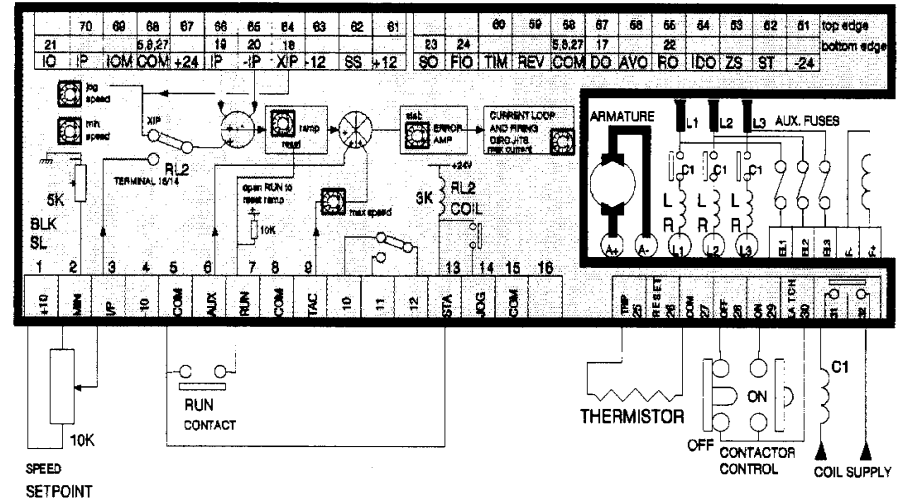 70 69 68 67 66 65 64 63 62 61
60 59 58 57 56 55 54 53 52 51 top edge
21 5,8,27 19 20 18
23 24 5,8,27 17 22 bottom edge
IO IP IOM COM +24 IP -IP XIP -12 SS +12
SO FIO TIM REV COM DO AVO RO IDO ZS ST -24
jog
speed
min
speed
XIP
RL2
TERMINAL 15/14
ramp
reset
stab
ERROR
AMP
CURRENT LOOP
AND FIRING
CIRCUITS
max current
ARMATURE
L1 L2 L3 AUX. FUSES
C1 C1 C1
L L L
R R R
A+ A- L1 L2 L3 EL1 EL2 EL3 F- F+
5K
BLK
SL
open RUN to
reset ramp
10K
max speed
+24V
3K
RL2
COIL
1 2 3 4 5 6 7 8 9 10 11 12 13 14 15 16
+10 MIN I/P 10 COM AUX RUN COM TAC STA JOG COM
TRIP RESET COM OFF ON LATCH
25 26 27 28 29 30 31 32
RUN
CONTACT
10K
SPEED
SETPOINT
THERMISTOR
OFF
ON
CONTACTOR
CONTROL
C1
COIL SUPPLY